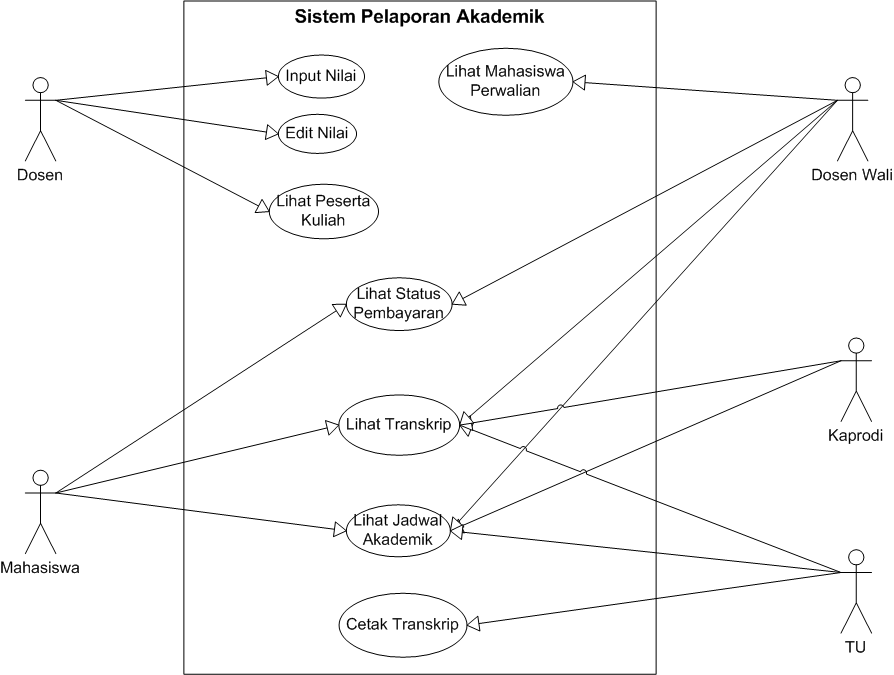 Sistem Pelaporan Akademik
Input Nilai
Lihat Mahasiswa
Perwalian
Edit Nilai
Dosen
Dosen Wali
Lihat Peserta
Kuliah
Lihat Status
Pembayaran
Lihat Transkrip
Kaprodi
Lihat Jadwal
Akademik
Mahasiswa
Cetak Transkrip
TU